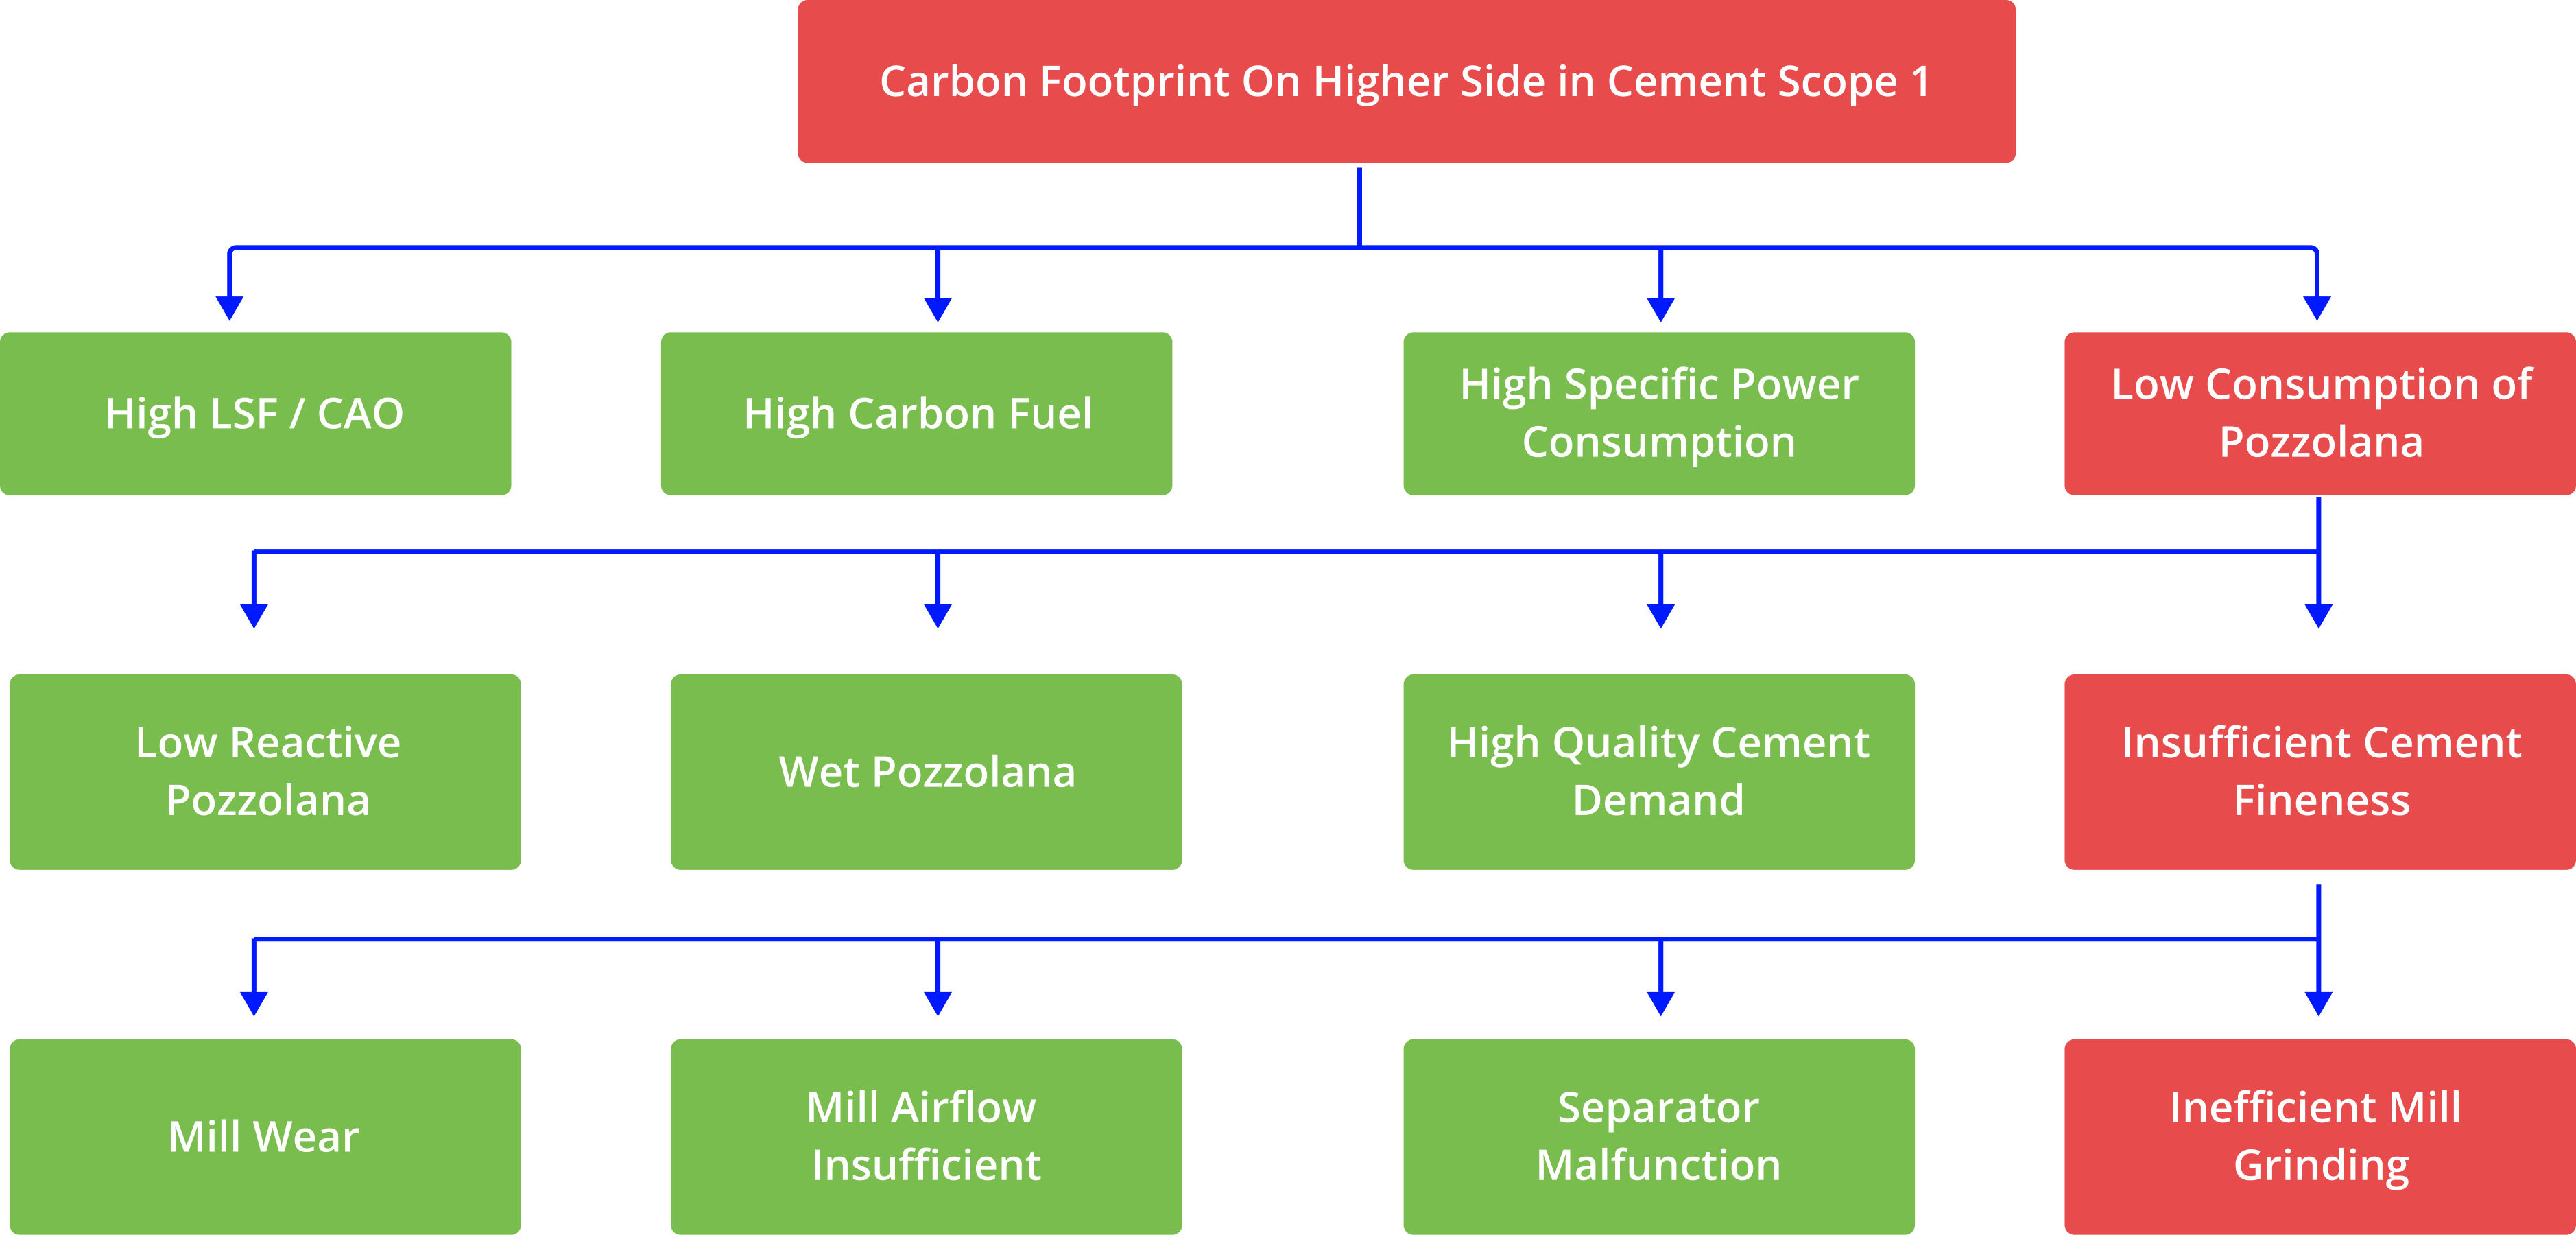 Carbon Footprint On Higher Side in Cement Scope 1
High LSF / CAO
High Carbon Fuel
High Specific Power
Consumption
Low Consumption of
Pozzolana
Low Reactive
Pozzolana
Wet Pozzolana
High Quality Cement
Demand
Insufficient Cement
Fineness
Mill Wear
Mill Airflow
Insufficient
Separator
Malfunction
Inefficient Mill
Grinding